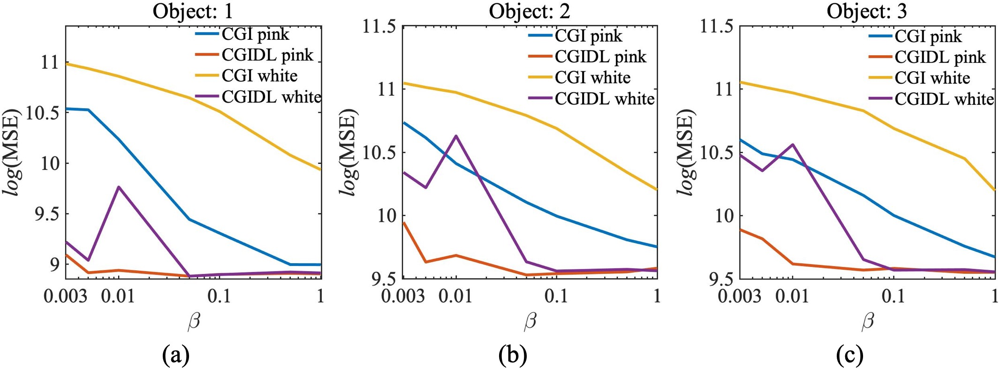 Object: 1
11
10.5
10
9.5
9
log(MSE)
CGI pink
CGIDL pink
CGI white
CGIDL white
0.003 0.01 0.1 1
β
(a)
Object: 2
11.5
11
10.5
10
9.5
log(MSE)
CGI pink
CGIDL pink
CGI white
CGIDL white
0.003 0.01 0.1 1
β
(b)
Object: 3
11.5
11
10.5
10
9.5
log(MSE)
CGI pink
CGIDL pink
CGI white
CGIDL white
0.003 0.01 0.1 1
β
(c)